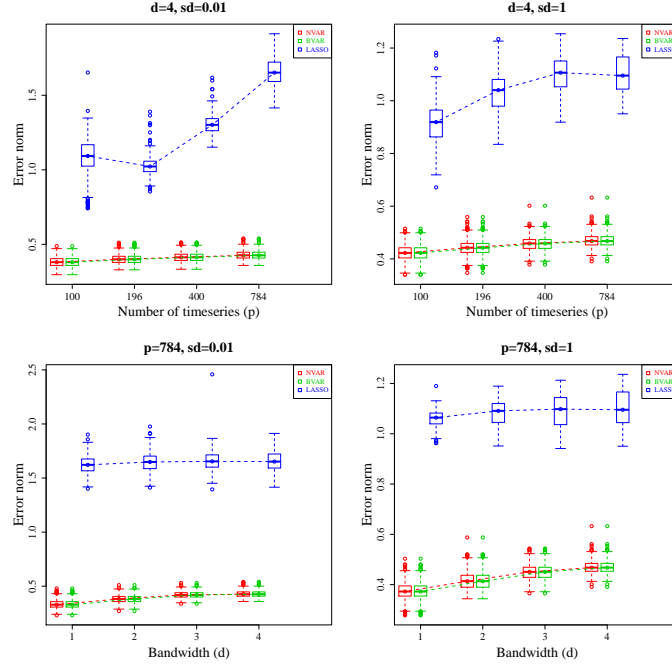 d=4, sd=0.01
Error norm
0.5
1.0
1.5
NVAR
BVAR
LASSO
100
196
400
784
Number of timeseries (p)
d=4, sd=1
Error norm
0.4
0.6
0.8
1.0
1.2
NVAR
BVAR
LASSO
100
196
400
784
Number of timeseries (p)
p=784, sd=0.01
Error norm
0.5
1.0
1.5
2.0
2.5
NVAR
BVAR
LASSO
1
2
3
4
Bandwidth (d)
p=784, sd=1
Error norm
0.4
0.6
0.8
1.0
1.2
NVAR
BVAR
LASSO
1
2
3
4
Bandwidth (d)